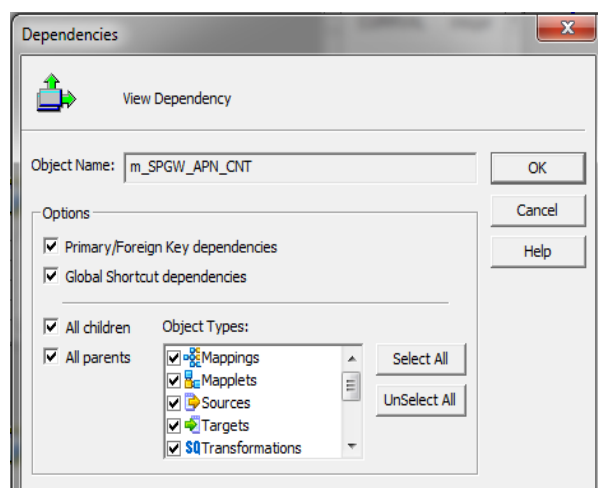 Dependencies
View Dependency
Object Name: m_SPGW_APN_CNT
OK
Cancel
Help
Options
Primary/Foreign Key dependencies
Global Shortcut dependencies
All children
Object Types:
All parents
Mappings
Mapplets
Sources
Targets
SQ Transformations
Select All
UnSelect All